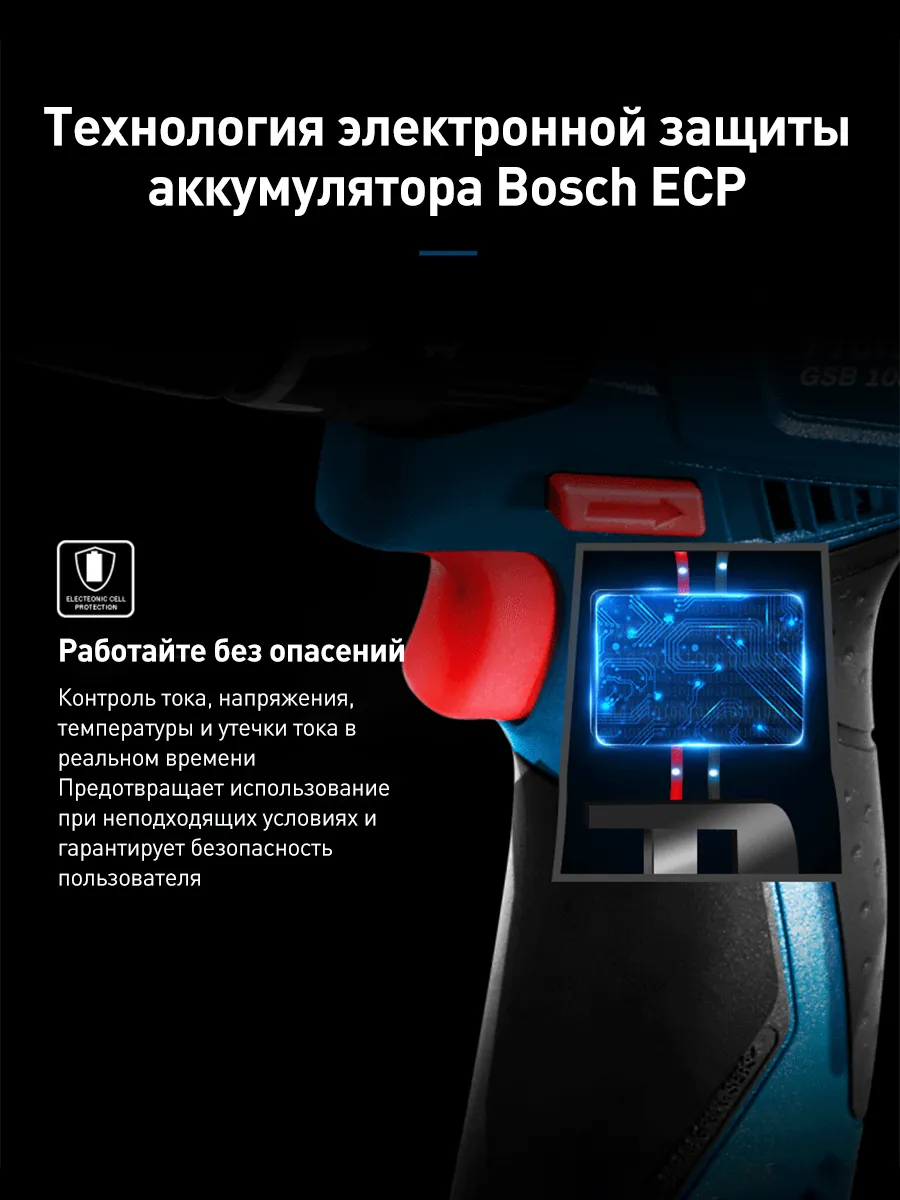 Технология электронной защиты
аккумулятора Bosch ECP
GSB 10
ELECTEONIC CELL
PROTECTION
Работайте без опасений
Контроль тока, напряжения,
температуры и утечки тока в
реальном времени
Предотвращает использование
при неподходящих условиях и
гарантирует безопасность
пользователя